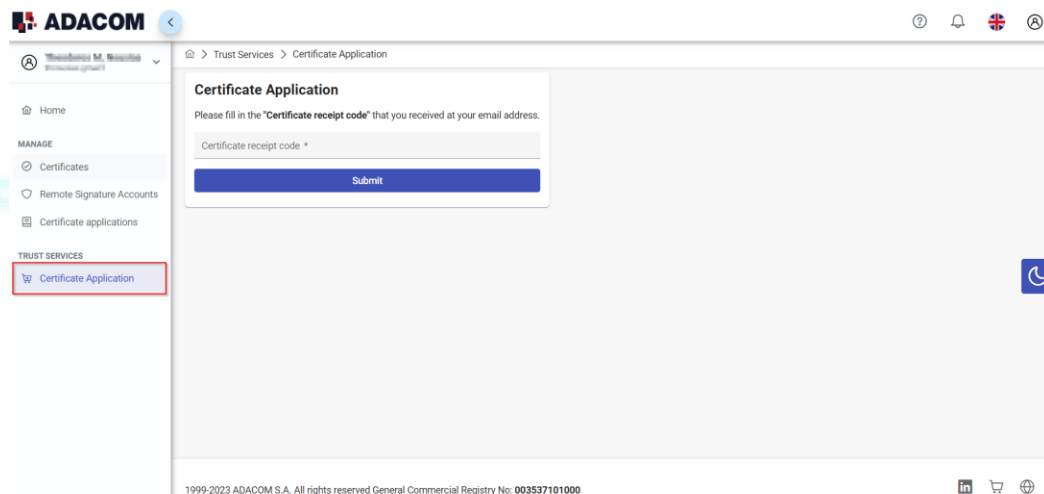 ADACOM
Trust Services > Certificate Application
Home
MANAGE
Certificates
Remote Signature Accounts
Certificate applications
TRUST SERVICES
Certificate Application
Certificate Application
Please fill in the "Certificate receipt code" that you received at your email address.
Certificate receipt code *
Submit
1999-2023 ADACOM S.A. All rights reserved General Commercial Registry No: 003537101000
in